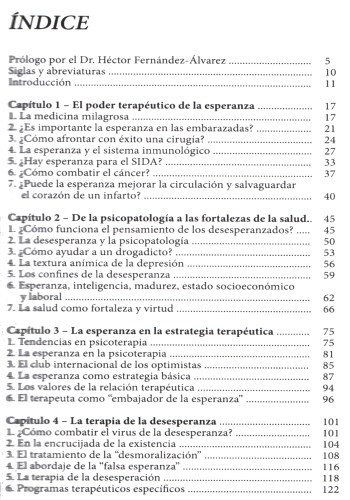 ÍNDICE
Prólogo por el Dr. Héctor Fernández-Álvarez ........................... 5
Siglas y abreviaturas ........................... 10
Introducción ........................... 11
Capítulo 1 – El poder terapéutico de la esperanza ................ 17
1. La medicina milagrosa ........................... 17
2. ¿Es importante la esperanza en las embarazadas? ................ 21
3. ¿Cómo afrontar con éxito una cirugía? ........................... 24
4. La esperanza y el sistema inmunológico ........................... 27
5. ¿Hay esperanza para el SIDA? ........................... 33
6. ¿Cómo combatir el cáncer? ........................... 37
7. ¿Puede la esperanza mejorar la circulación y salvaguardar
el corazón de un infarto? ........................... 40
Capítulo 2 – De la psicopatología a las fortalezas de la salud.. 45
1. ¿Cómo funciona el pensamiento de los desesperanzados? ..... 45
2. La desesperanza y la psicopatología ........................... 50
3. ¿Cómo ayudar a un drogadicto? ........................... 53
4. La textura anímica de la depresión ........................... 56
5. Los confines de la desesperanza ........................... 59
6. Esperanza, inteligencia, madurez, estado socioeconómico
y laboral ........................... 62
7. La salud como fortaleza y virtud ........................... 66
Capítulo 3 – La esperanza en la estrategia terapéutica ........... 75
1. Tendencias en psicoterapia ........................... 75
2. La esperanza en la psicoterapia ........................... 81
3. El club internacional de los optimistas ........................... 85
4. La esperanza como estrategia básica ........................... 87
5. Los valores de la relación terapéutica ........................... 94
6. El terapeuta como "embajador de la esperanza" ................ 96
Capítulo 4 – La terapia de la desesperanza ........................... 101
1. ¿Cómo combatir el virus de la desesperanza? ................ 101
2. En la encrucijada de la existencia ........................... 104
3. El tratamiento de la "desmoralización" ........................... 108
4. El abordaje de la "falsa esperanza" ........................... 116
5. La terapia de la desesperación ........................... 118
6. Programas terapéuticos específicos ........................... 122